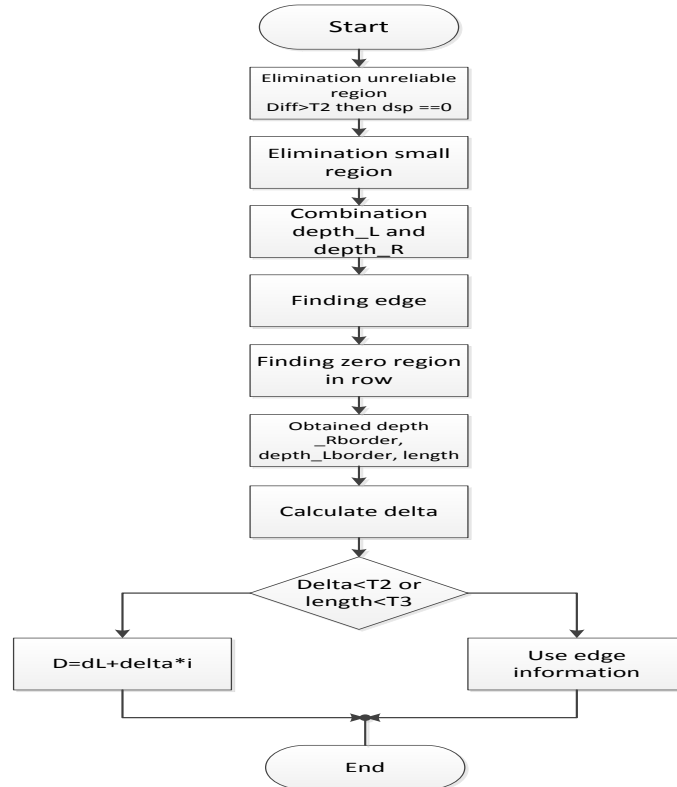 Start
Elimination unreliable
region
Diff>T2 then dsp ==0
Elimination small
region
Combination
depth_L and
depth_R
Finding edge
Finding zero region
in row
Obtained depth
_Rborder,
depth_Lborder, length
Calculate delta
Delta<T2 or
length<T3
D=dL+delta*i
Use edge
information
End